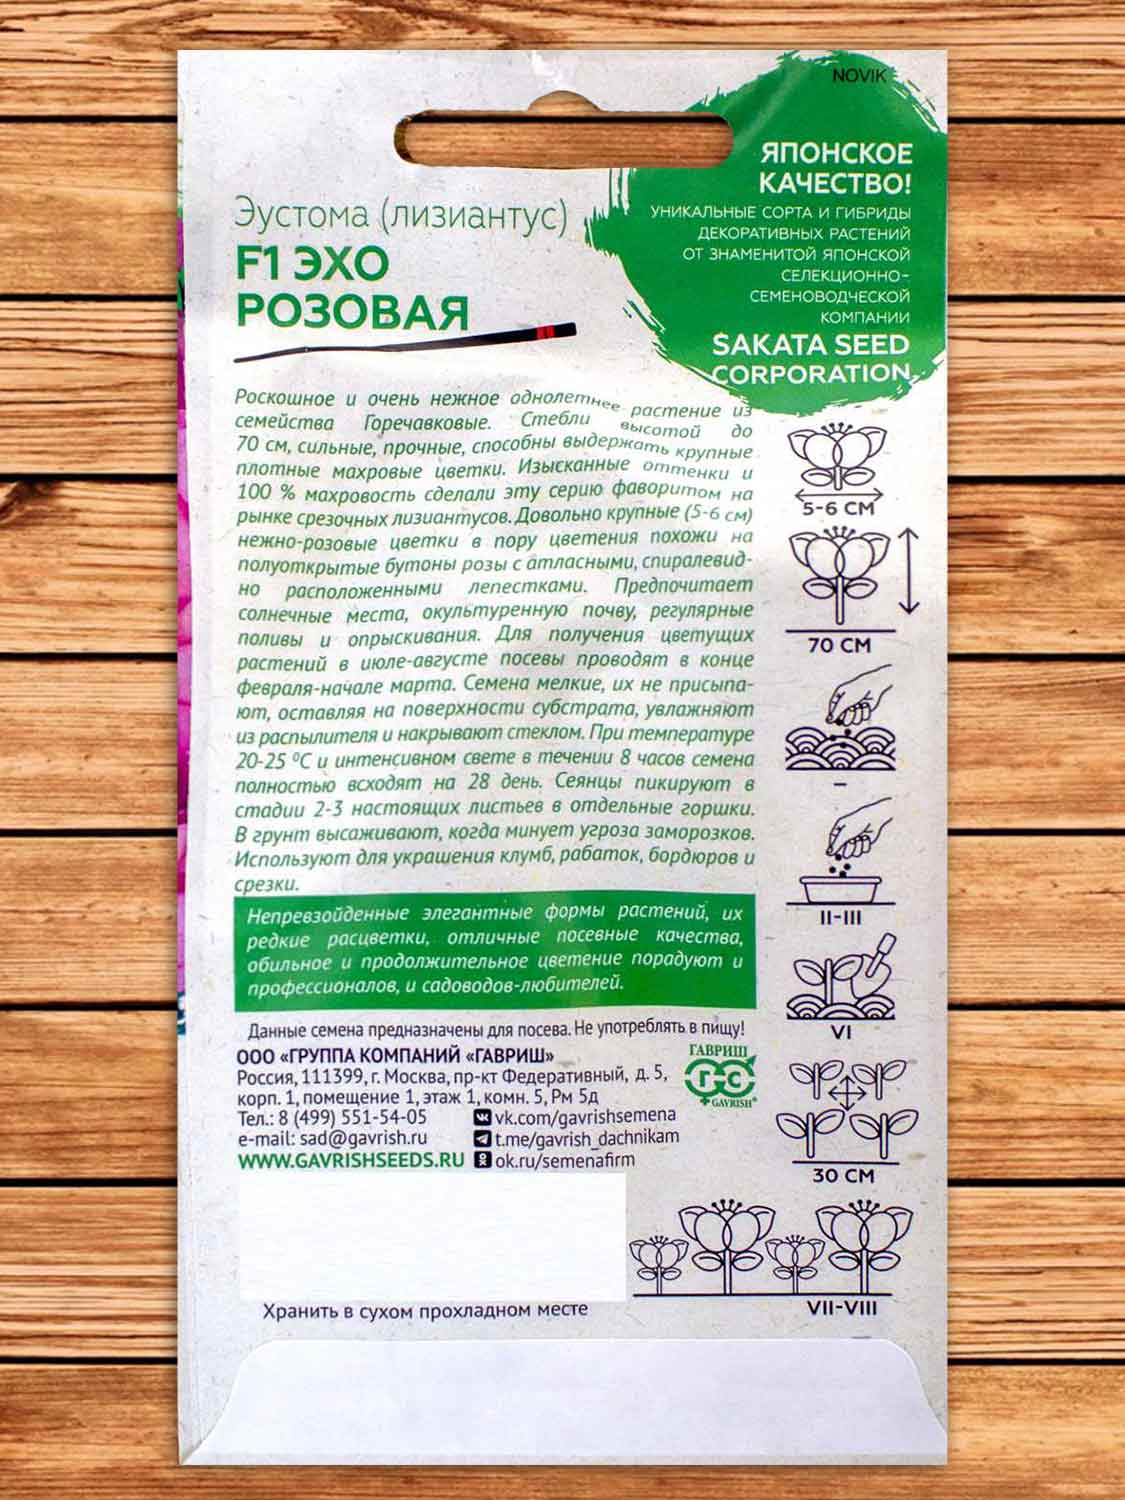 NOVIK
ЯПОНСКОЕ
КАЧЕСТВО!
УНИКАЛЬНЫЕ СОРТА И ГИБРИДЫ
ДЕКОРАТИВНЫХ РАСТЕНИЙ
ОТ ЗНАМЕНИТОЙ ЯПОНСКОЙ
СЕЛЕКЦИОННО-
СЕМЕНОВОДЧЕСКОЙ
КОМПАНИИ
SAKATA SEED
CORPORATION
Эустома (лизиантус)
F1 ЭХО
РОЗОВАЯ
Роскошное и очень нежное однолетнее растение из
семейства Горечавковые. Стебли высотой до
70 см, сильные, прочные, способны выдержать крупные
плотные махровые цветки. Изысканные оттенки и
100 % махровость сделали эту серию фаворитом на
рынке срезочных лизиантусов. Довольно крупные (5-6 см)
нежно-розовые цветки в пору цветения похожи на
полуоткрытые бутоны розы с атласными, спиралевид-
но расположенными лепестками. Предпочитает
солнечные места, окультуренную почву, регулярные
поливы и опрыскивания. Для получения цветущих
растений в июле-августе посевы проводят в конце
февраля-начале марта. Семена мелкие, их не присыпа-
ют, оставляя на поверхности субстрата, увлажняют
из распылителя и накрывают стеклом. При температуре
20-25 ⁰С и интенсивном свете в течении 8 часов семена
полностью всходят на 28 день. Сеянцы пикируют в
стадии 2-3 настоящих листьев в отдельные горшки.
В грунт высаживают, когда минует угроза заморозков.
Используют для украшения клумб, рабаток, бордюров и
срезки.
Непревзойденные элегантные формы растений, их
редкие расцветки, отличные посевные качества,
обильное и продолжительное цветение порадуют и
профессионалов, и садоводов-любителей.
Данные семена предназначены для посева. Не употреблять в пищу!
ООО «ГРУППА КОМПАНИЙ «ГАВРИШ»
Россия, 111399, г. Москва, пр-кт Федеративный, д. 5,
корп. 1, помещение 1, этаж 1, комн. 5, Рм 5д
Тел.: 8 (499) 551-54-05
e-mail: sad@gavrish.ru
WWW.GAVRISHSEEDS.RU
vk.com/gavrishsemena
t.me/gavrish_dachnikam
ok.ru/semenafirm
ГАВРИШ
ГС
GAVRISH®
Хранить в сухом прохладном месте
5-6 СМ
70 СМ
–
II-III
VI
30 СМ
VII-VIII